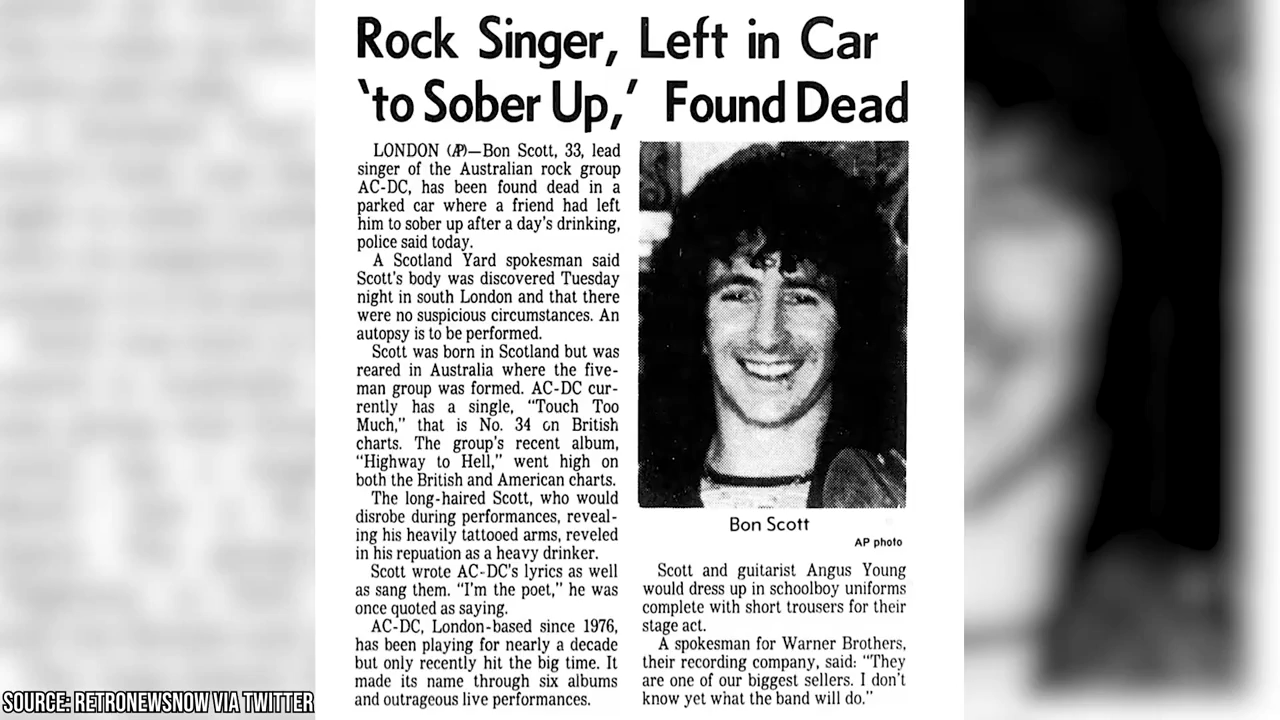 Rock Singer, Left in Car
‘to Sober Up,’ Found Dead
LONDON (AP)—Bon Scott, 33, lead
singer of the Australian rock group
AC-DC, has been found dead in a
parked car where a friend had left
him to sober up after a day's drinking,
police said today.
A Scotland Yard spokesman said
Scott's body was discovered Tuesday
night in south London and that there
were no suspicious circumstances. An
autopsy is to be performed.
Scott was born in Scotland but was
reared in Australia where the five-
man group was formed. AC-DC cur-
rently has a single, “Touch Too
Much,” that is No. 34 on British
charts. The group's recent album,
“Highway to Hell,” went high on
both the British and American charts.
The long-haired Scott, who would
disrobe during performances, reveal-
ing his heavily tattooed arms, reveled
in his repuation as a heavy drinker.
Scott wrote AC-DC's lyrics as well
as sang them. “I'm the poet,” he was
once quoted as saying.
AC-DC, London-based since 1976,
has been playing for nearly a decade
but only recently hit the big time. It
made its name through six albums
and outrageous live performances.
Bon Scott
AP photo
Scott and guitarist Angus Young
would dress up in schoolboy uniforms
complete with short trousers for their
stage act.
A spokesman for Warner Brothers,
their recording company, said: “They
are one of our biggest sellers. I don't
know yet what the band will do.”
SOURCE: RETRONEWSNOW VIA TWITTER